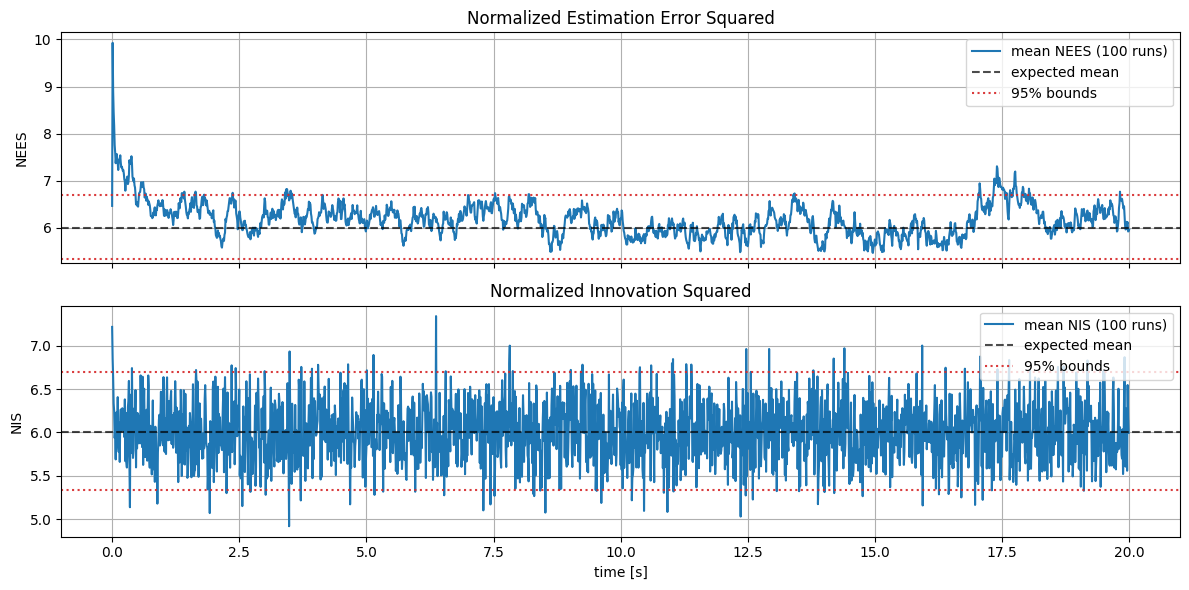 Normalized Estimation Error Squared
10
9
8
7
6
NEES
mean NEES (100 runs)
expected mean
95% bounds
Normalized Innovation Squared
7.0
6.5
6.0
5.5
5.0
NIS
mean NIS (100 runs)
expected mean
95% bounds
0.0 2.5 5.0 7.5 10.0 12.5 15.0 17.5 20.0
time [s]